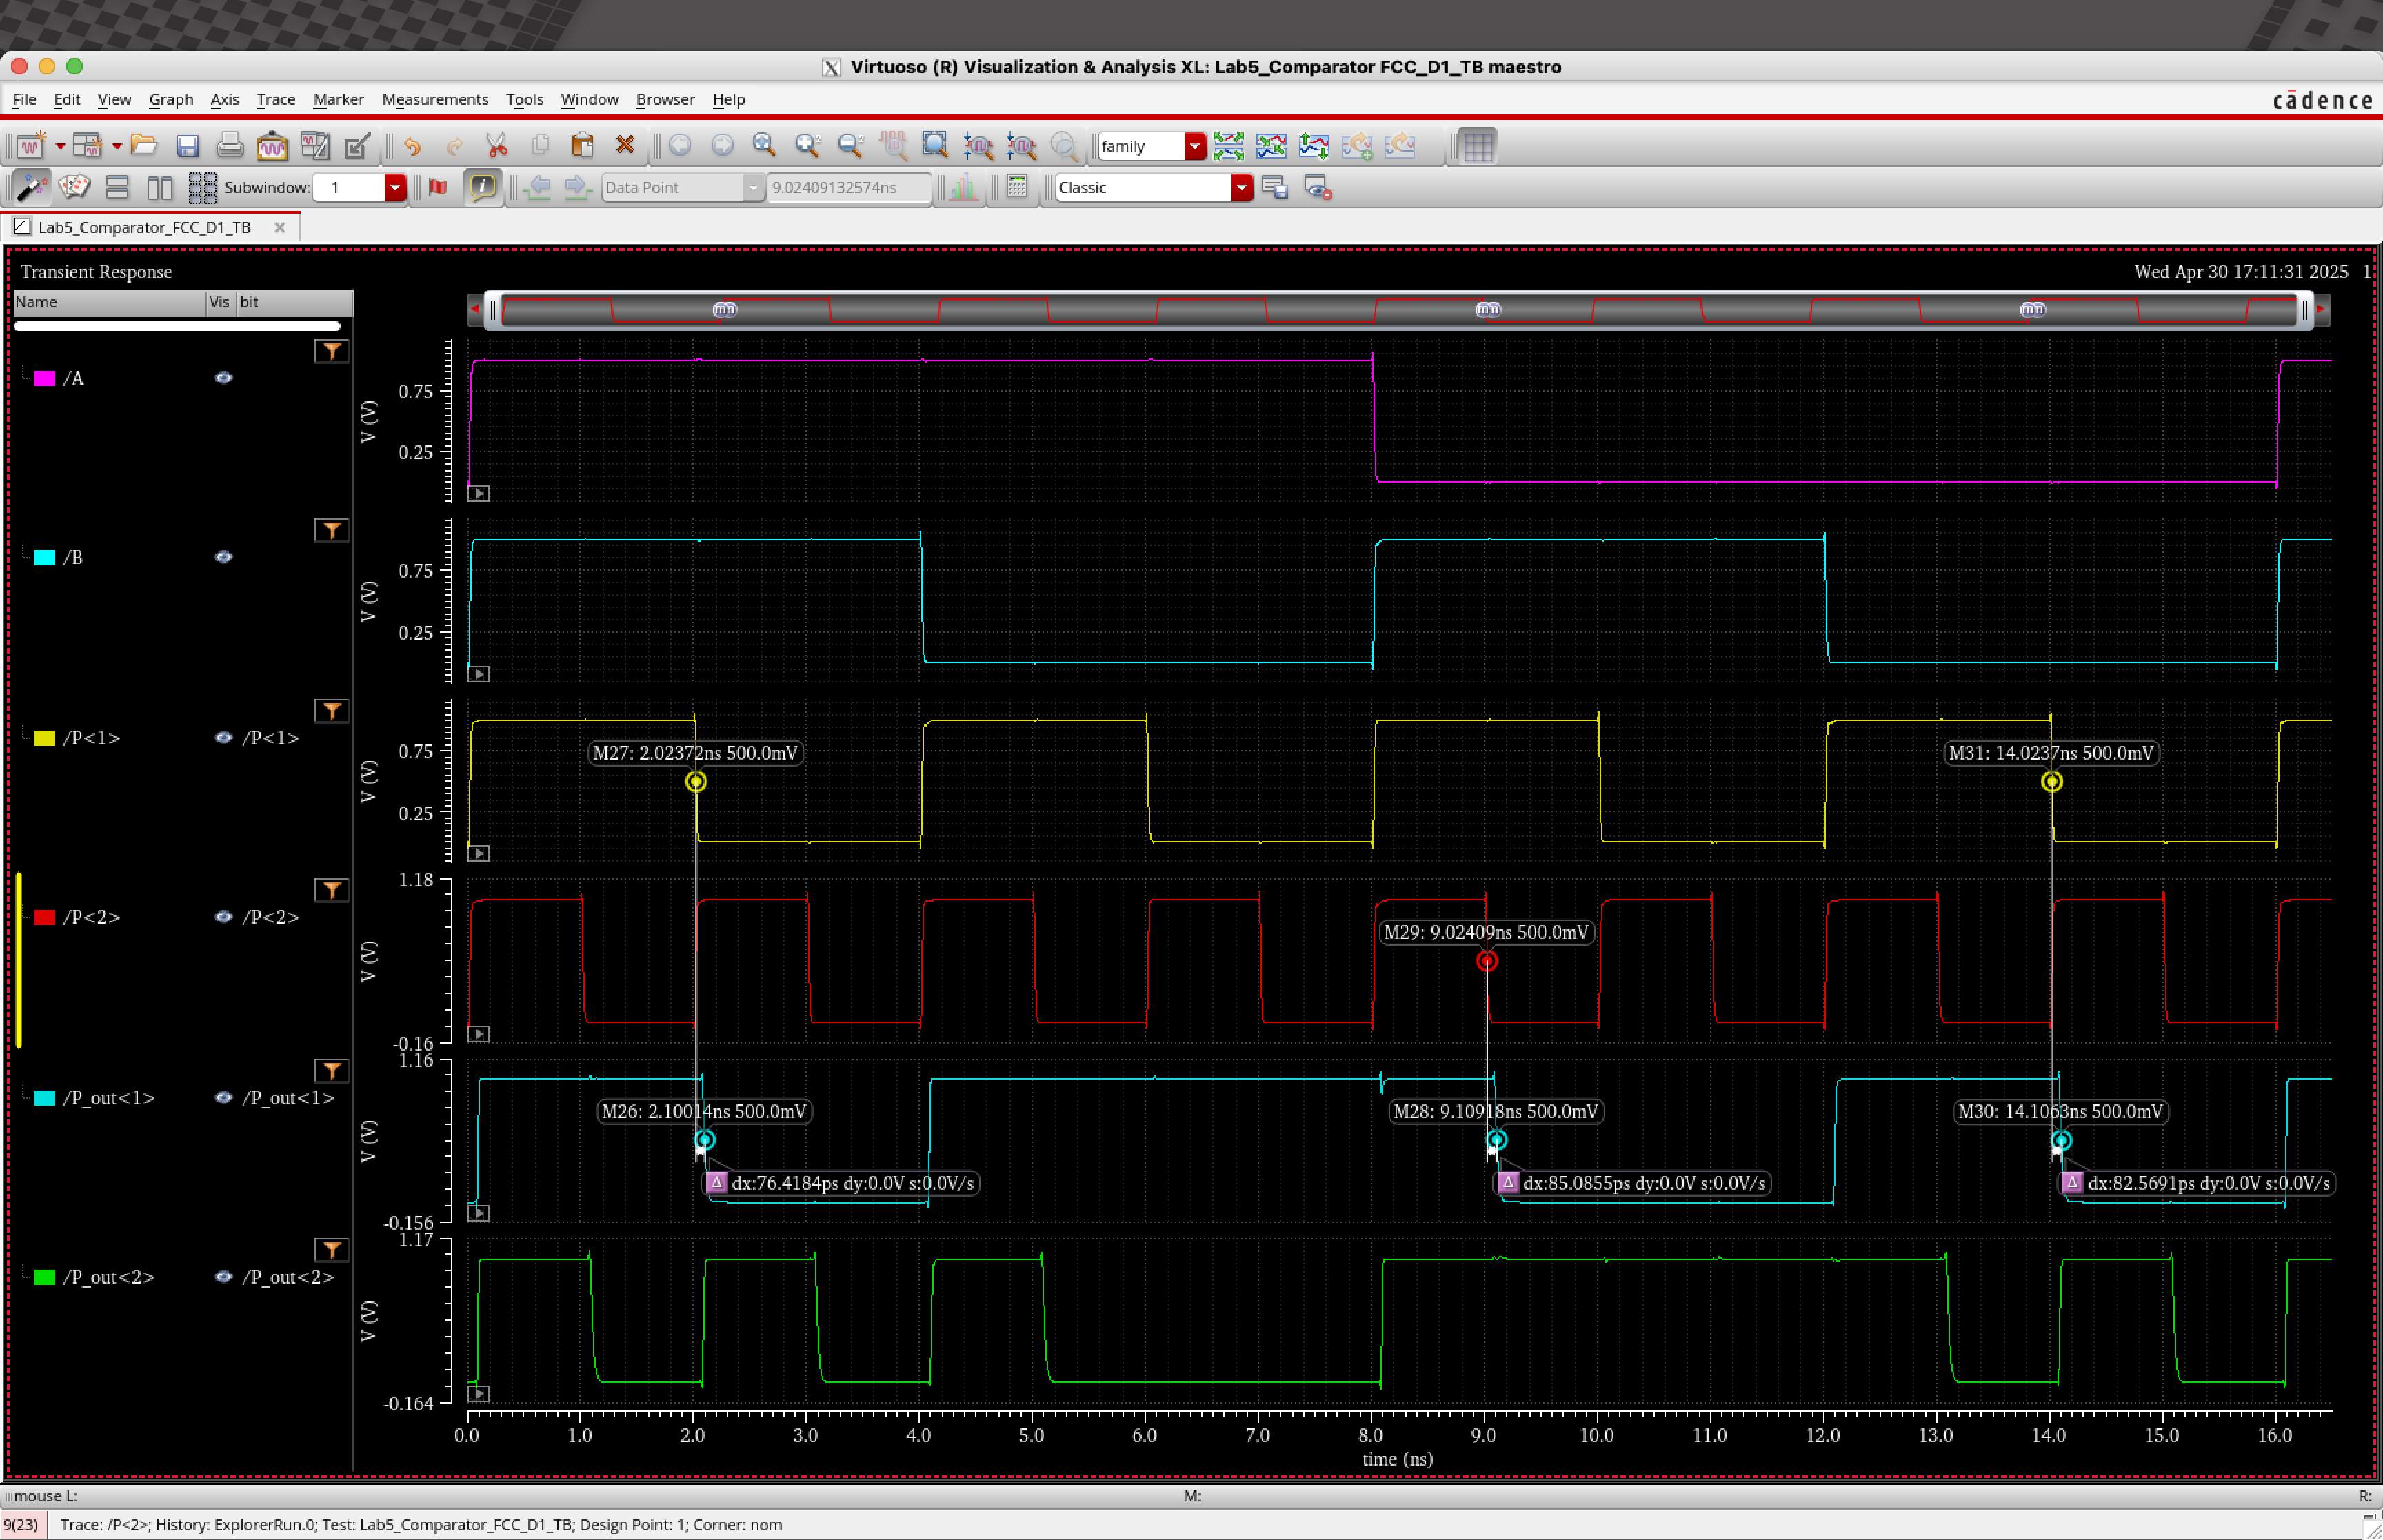 Virtuoso (R) Visualization & Analysis XL: Lab5_Comparator FCC_D1_TB maestro
File Edit View Graph Axis Trace Marker Measurements Tools Window Browser Help
cādence
family
Subwindow: 1 Data Point 9.02409132574ns Classic
Lab5_Comparator_FCC_D1_TB
Transient Response Wed Apr 30 17:11:31 2025 1
Name Vis bit
/A
0.75
V (V)
0.25
/B
0.75
V (V)
0.25
/P<1> /P<1>
0.75
V (V)
0.25
M27: 2.02372ns 500.0mV
M31: 14.0237ns 500.0mV
1.18
/P<2> /P<2>
V (V)
M29: 9.02409ns 500.0mV
-0.16
1.16
/P_out<1> /P_out<1>
V (V)
M26: 2.10014ns 500.0mV
M28: 9.10918ns 500.0mV
M30: 14.1063ns 500.0mV
Δ dx:76.4184ps dy:0.0V s:0.0V/s
Δ dx:85.0855ps dy:0.0V s:0.0V/s
Δ dx:82.5691ps dy:0.0V s:0.0V/s
-0.156
1.17
/P_out<2> /P_out<2>
V (V)
-0.164
0.0 1.0 2.0 3.0 4.0 5.0 6.0 7.0 8.0 9.0 10.0 11.0 12.0 13.0 14.0 15.0 16.0
time (ns)
mouse L: M: R:
9(23) Trace: /P<2>; History: ExplorerRun.0; Test: Lab5_Comparator_FCC_D1_TB; Design Point: 1; Corner: nom